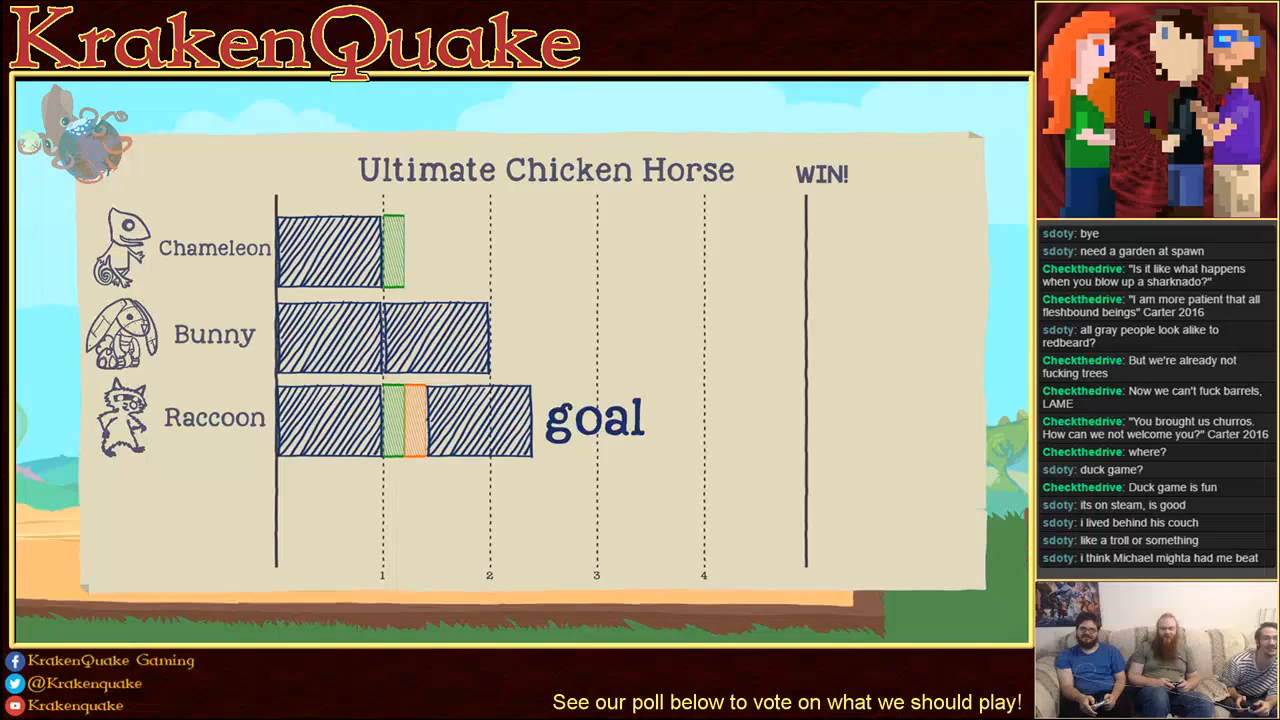 KrakenQuake
Ultimate Chicken Horse
WIN!
Chameleon
Bunny
Raccoon
goal
1 2 3 4
sdoty: bye
sdoty: need a garden at spawn
Checkthedrive: "Is it like what happens
when you blow up a sharknado?"
Checkthedrive: "I am more patient that all
fleshbound beings" Carter 2016
sdoty: all gray people look alike to
redbeard?
Checkthedrive: But we're already not
fucking trees
Checkthedrive: Now we can't fuck barrels,
LAME
Checkthedrive: "You brought us churros.
How can we not welcome you?" Carter 2016
Checkthedrive: where?
sdoty: duck game?
Checkthedrive: Duck game is fun
sdoty: its on steam, is good
sdoty: i lived behind his couch
sdoty: like a troll or something
sdoty: i think Michael mighta had me beat
KrakenQuake Gaming
@Krakenquake
Krakenquake
See our poll below to vote on what we should play!